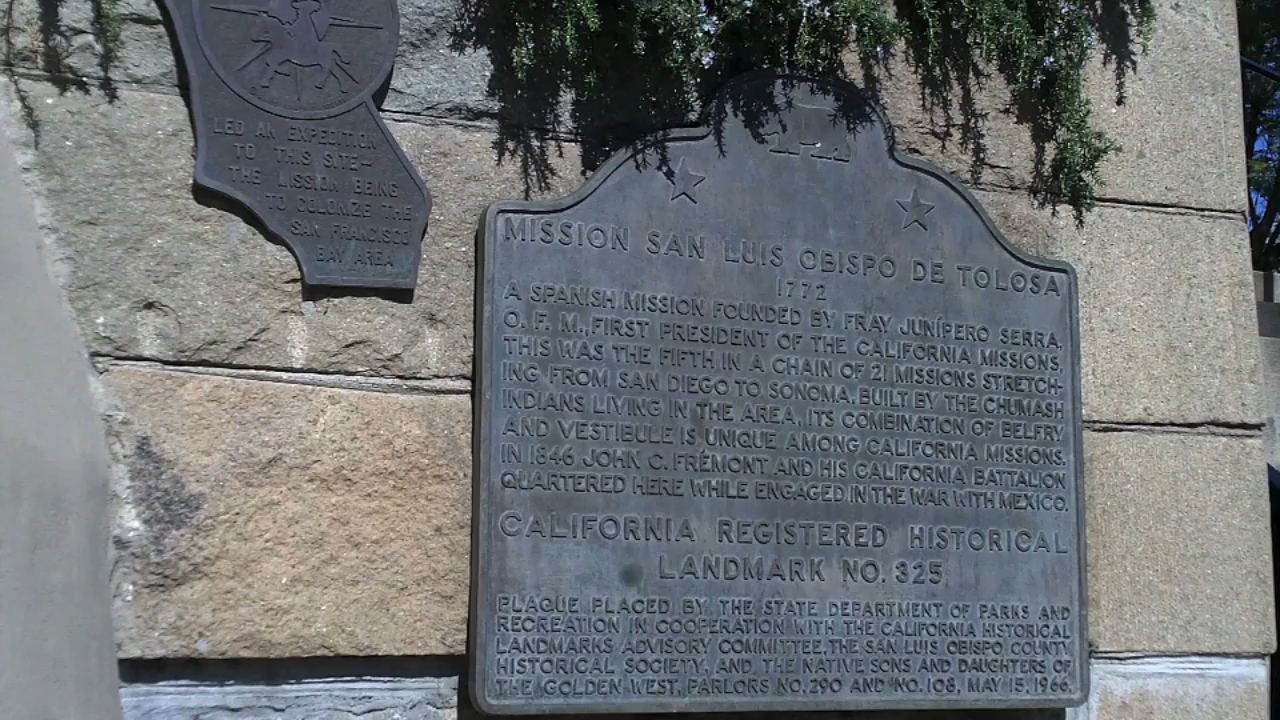 LED AN EXPEDITION
TO THIS SITE—
THE MISSION BEING
TO COLONIZE THE
SAN FRANCISCO
BAY AREA
MISSION SAN LUIS OBISPO DE TOLOSA
1772
A SPANISH MISSION FOUNDED BY FRAY JUNÍPERO SERRA,
O. F. M., FIRST PRESIDENT OF THE CALIFORNIA MISSIONS,
THIS WAS THE FIFTH IN A CHAIN OF 21 MISSIONS STRETCH-
ING FROM SAN DIEGO TO SONOMA. BUILT BY THE CHUMASH
INDIANS LIVING IN THE AREA, ITS COMBINATION OF BELFRY
AND VESTIBULE IS UNIQUE AMONG CALIFORNIA MISSIONS.
IN 1846 JOHN C. FRÉMONT AND HIS CALIFORNIA BATTALION
QUARTERED HERE WHILE ENGAGED IN THE WAR WITH MEXICO.
CALIFORNIA REGISTERED HISTORICAL
LANDMARK NO. 325
PLAQUE PLACED BY THE STATE DEPARTMENT OF PARKS AND
RECREATION IN COOPERATION WITH THE CALIFORNIA HISTORICAL
LANDMARKS ADVISORY COMMITTEE, THE SAN LUIS OBISPO COUNTY
HISTORICAL SOCIETY, AND THE NATIVE SONS AND DAUGHTERS OF
THE GOLDEN WEST, PARLORS NO. 290 AND NO. 108, MAY 15, 1966.